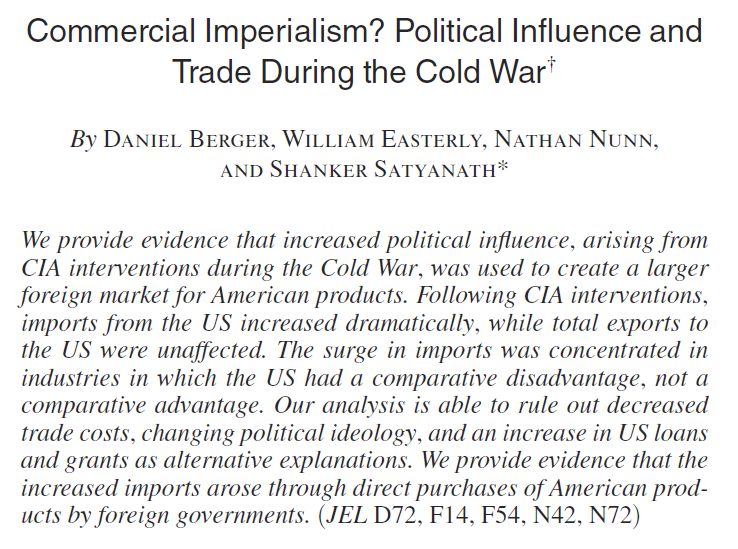 Commercial Imperialism? Political Influence and
Trade During the Cold War†
By Daniel Berger, William Easterly, Nathan Nunn,
and Shanker Satyanath*
We provide evidence that increased political influence, arising from
CIA interventions during the Cold War, was used to create a larger
foreign market for American products. Following CIA interventions,
imports from the US increased dramatically, while total exports to
the US were unaffected. The surge in imports was concentrated in
industries in which the US had a comparative disadvantage, not a
comparative advantage. Our analysis is able to rule out decreased
trade costs, changing political ideology, and an increase in US loans
and grants as alternative explanations. We provide evidence that the
increased imports arose through direct purchases of American prod-
ucts by foreign governments. (JEL D72, F14, F54, N42, N72)